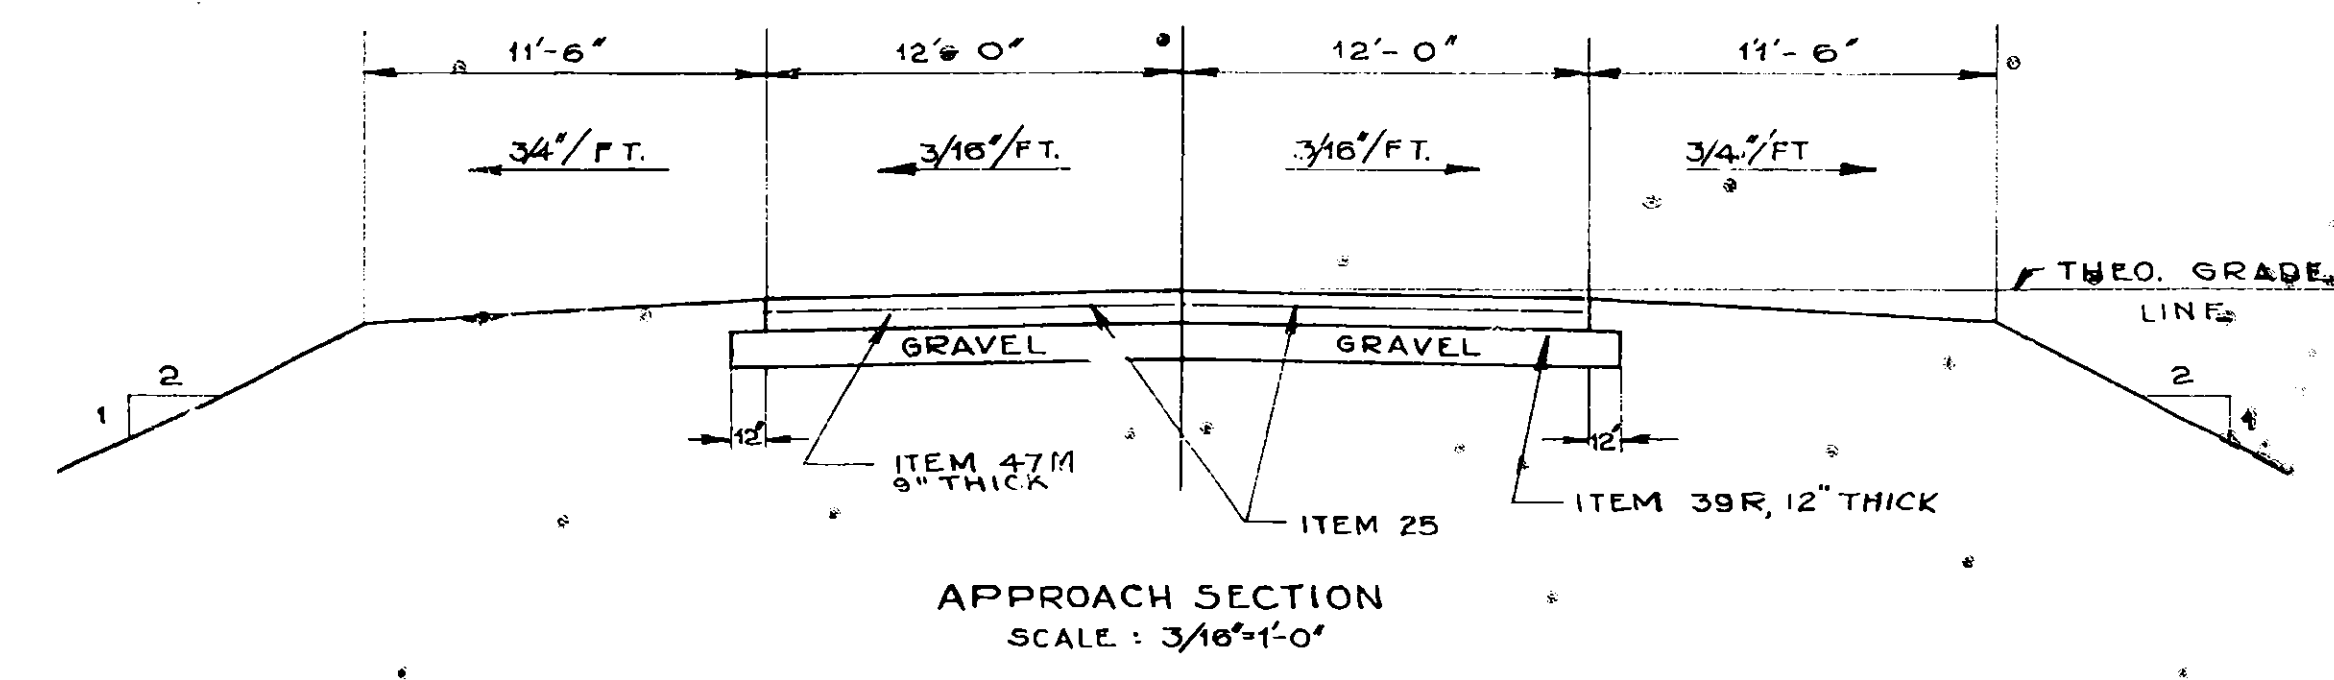 11'-6" 12'-0" 12'-0" 11'-6"
3/4"/FT. 3/16"/FT. 3/16"/FT. 3/4"/FT
THEO. GRADE
LINE
GRAVEL GRAVEL
2 2
1 1
12" 12"
ITEM 47M
9" THICK
ITEM 39R, 12" THICK
ITEM 25
APPROACH SECTION
SCALE : 3/16"=1'-0"